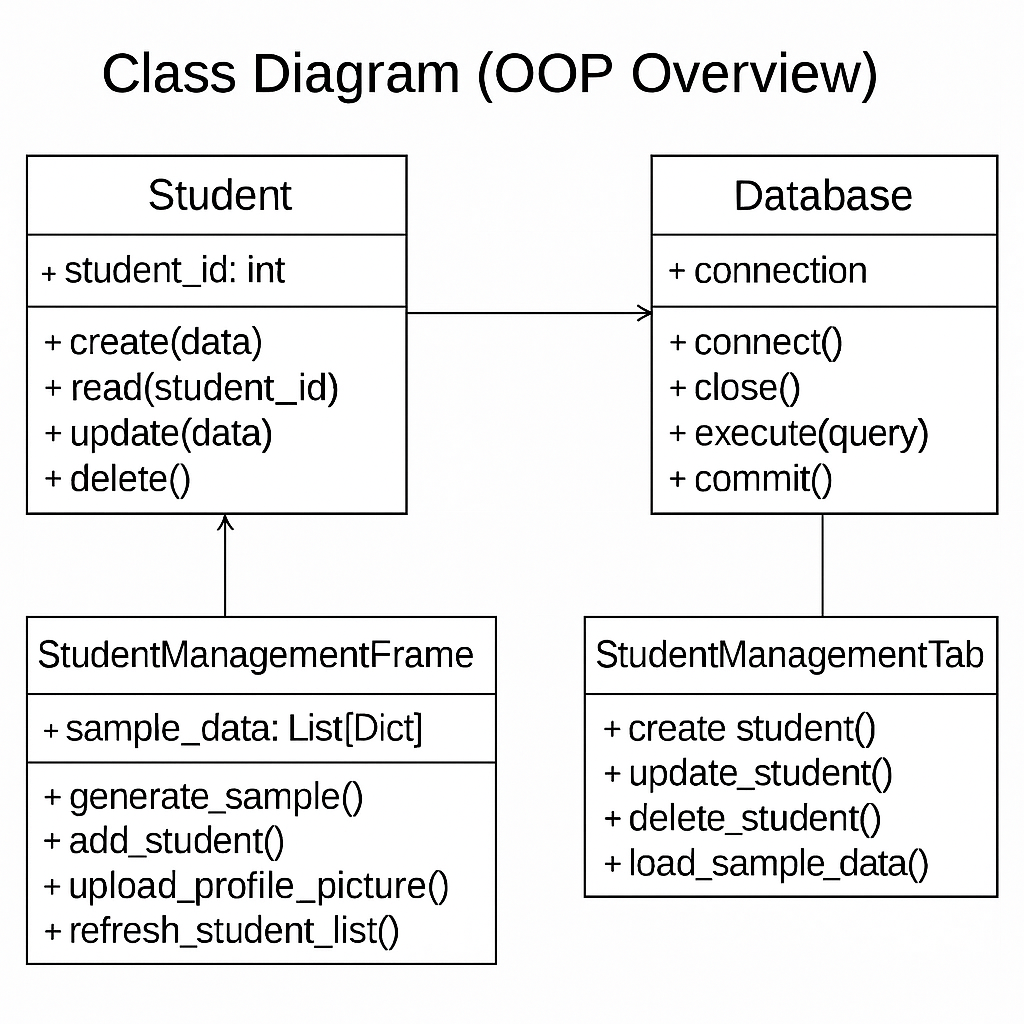 Class Diagram (OOP Overview)
Student
+ student_id: int
+ create(data)
+ read(student_id)
+ update(data)
+ delete()
Database
+ connection
+ connect()
+ close()
+ execute(query)
+ commit()
StudentManagementFrame
+ sample_data: List[Dict]
+ generate_sample()
+ add_student()
+ upload_profile_picture()
+ refresh_student_list()
StudentManagementTab
+ create student()
+ update_student()
+ delete_student()
+ load_sample_data()